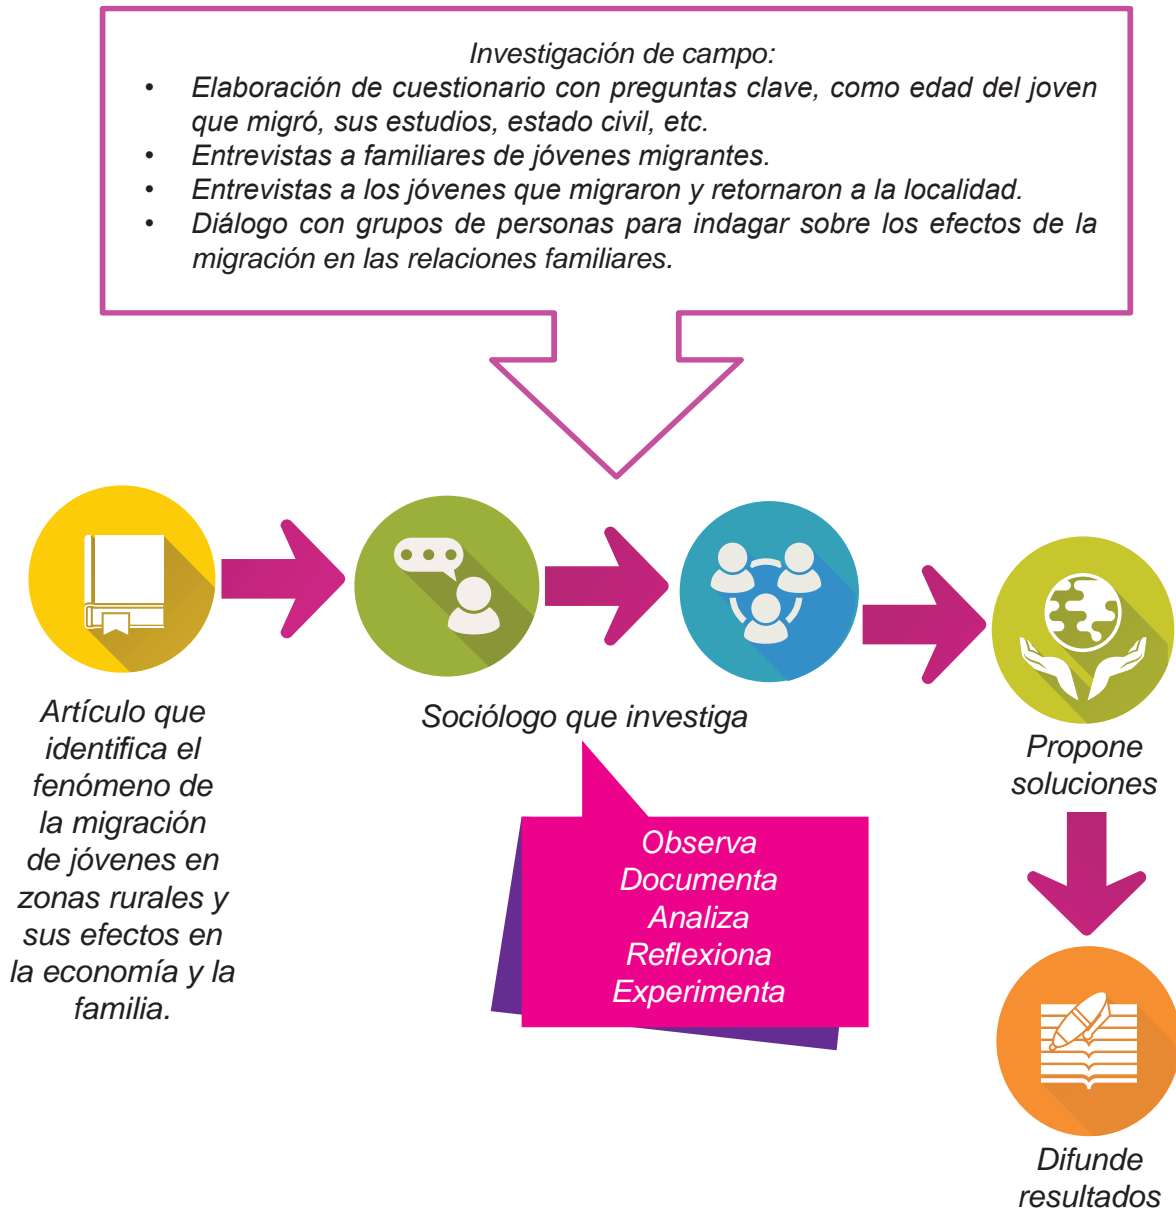 Investigación de campo:
• Elaboración de cuestionario con preguntas clave, como edad del joven
que migró, sus estudios, estado civil, etc.
• Entrevistas a familiares de jóvenes migrantes.
• Entrevistas a los jóvenes que migraron y retornaron a la localidad.
• Diálogo con grupos de personas para indagar sobre los efectos de la
migración en las relaciones familiares.
Artículo que
identifica el
fenómeno de
la migración
de jóvenes en
zonas rurales y
sus efectos en
la economía y la
familia.
Sociólogo que investiga
Observa
Documenta
Analiza
Reflexiona
Experimenta
Propone
soluciones
Difunde
resultados